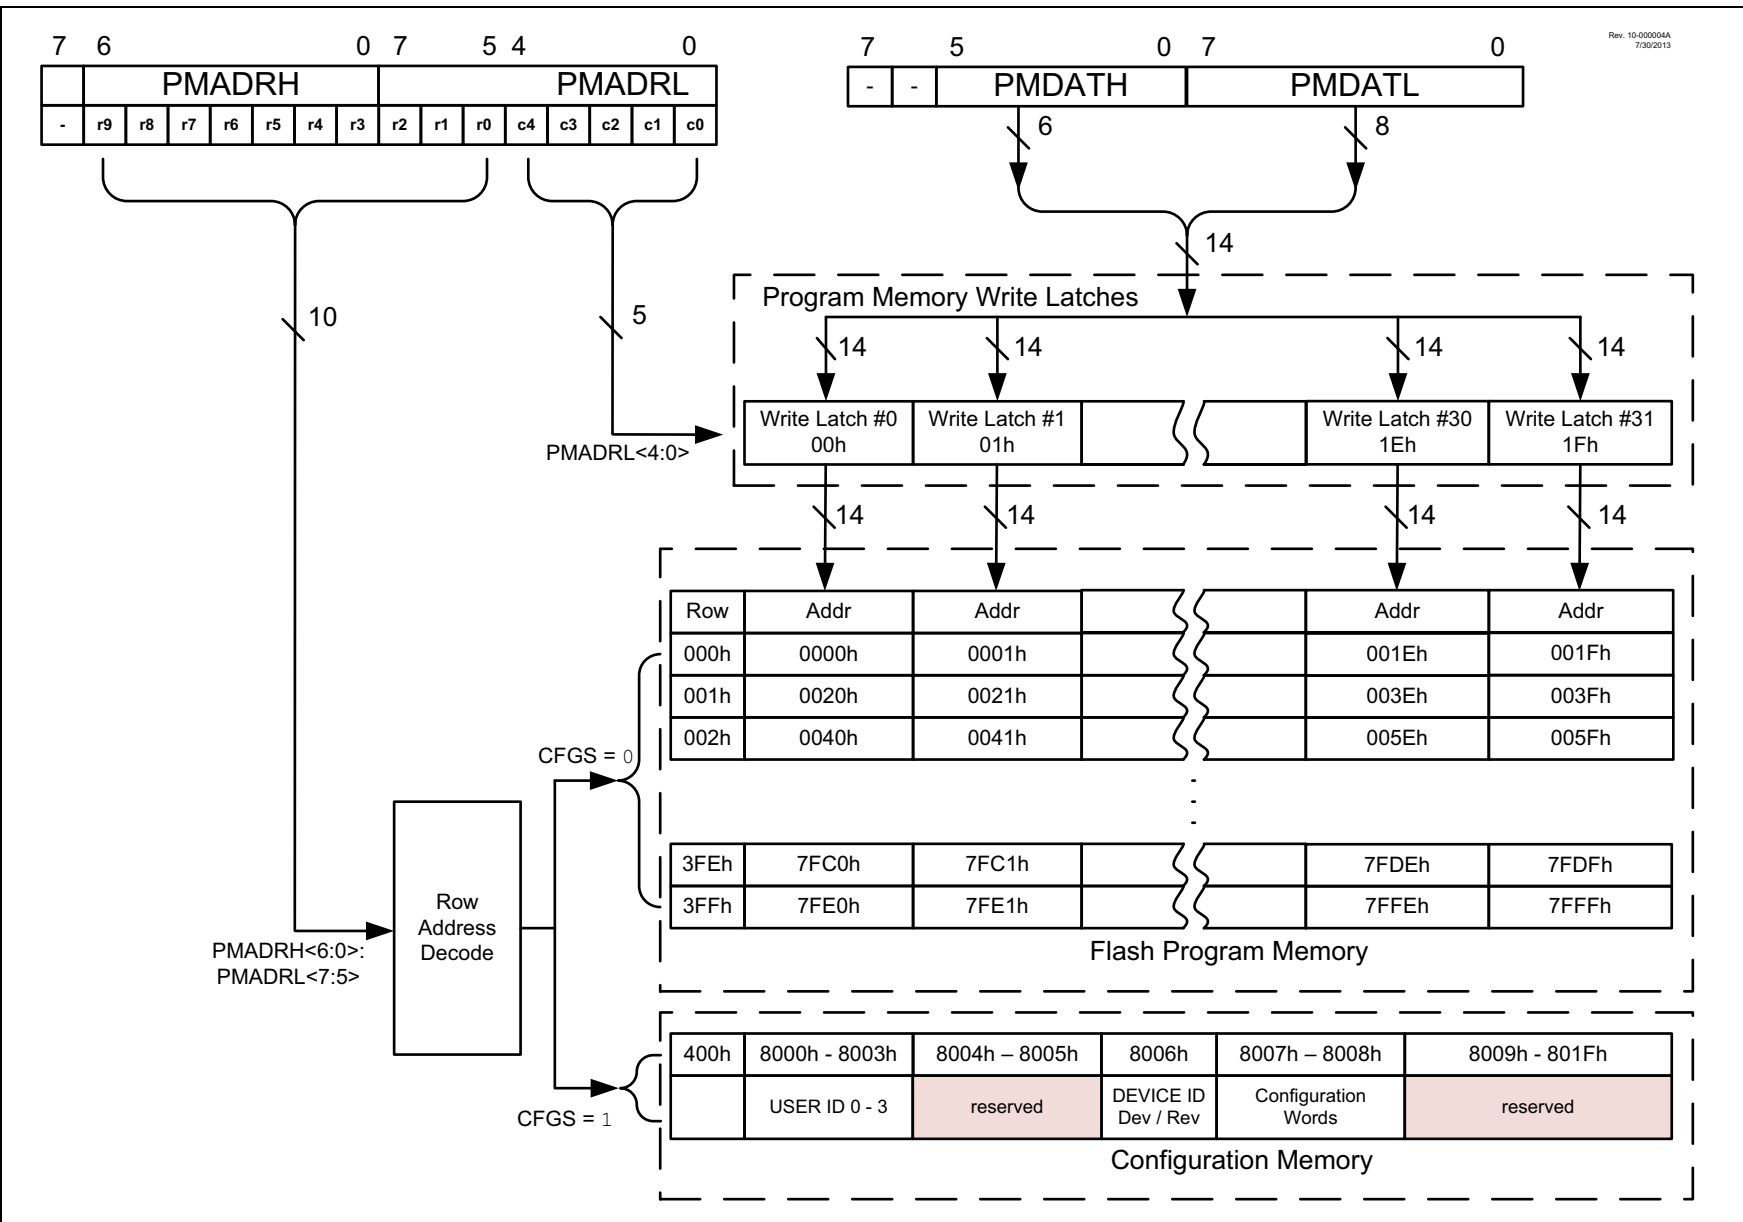 7 6 0 7 5 4 0
7 5 0 7 0
Rev. 10-000004A
7/30/2013
PMADRH PMADRL
- r9 r8 r7 r6 r5 r4 r3 r2 r1 r0 c4 c3 c2 c1 c0
- - PMDATH PMDATL
6 8
14
10 5
Program Memory Write Latches
14 14 14 14
Write Latch #0
00h
Write Latch #1
01h
Write Latch #30
1Eh
Write Latch #31
1Fh
PMADRL<4:0>
14 14 14 14
Row Addr Addr Addr Addr
000h 0000h 0001h 001Eh 001Fh
001h 0020h 0021h 003Eh 003Fh
002h 0040h 0041h 005Eh 005Fh
CFGS = 0
3FEh 7FC0h 7FC1h 7FDEh 7FDFh
3FFh 7FE0h 7FE1h 7FFEh 7FFFh
Flash Program Memory
Row
Address
Decode
PMADRH<6:0>:
PMADRL<7:5>
400h 8000h - 8003h 8004h – 8005h 8006h 8007h – 8008h 8009h - 801Fh
USER ID 0 - 3
reserved
DEVICE ID
Dev / Rev
Configuration
Words
reserved
CFGS = 1
Configuration Memory